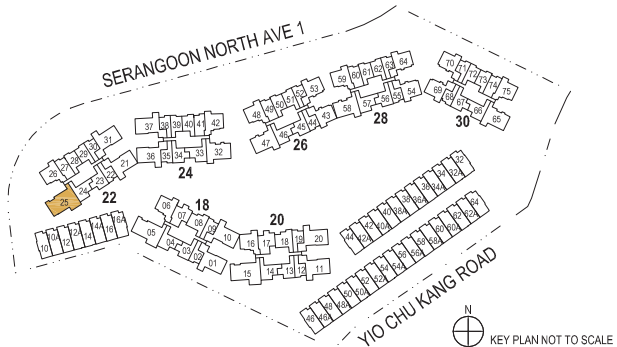 SERANGOON NORTH AVE 1
26 27 28 29 30 31
25 24 23 22 21
22
37 38 39 40 41 42
36 35 34 33 32
24
48 49 50 51 52 53
47 46 45 44 43
26
59 60 61 62 63 64
58 57 56 55 54
28
70 71 72 73 74 75
69 68 67 66 65
30
06 07 08 09 10
05 04 03 02 01
18
16 17 18 19 20
15 14 13 12 11
20
10 10A 12 12A 14 14A 16 16A
44 42A 42 40A 40 38A 38 36A 36 34A 34 32A 32
46 46A 48 48A 50 50A 52 52A 54 54A 56 56A 58 58A 60 60A 62 62A 64
YIO CHU KANG ROAD
N
KEY PLAN NOT TO SCALE